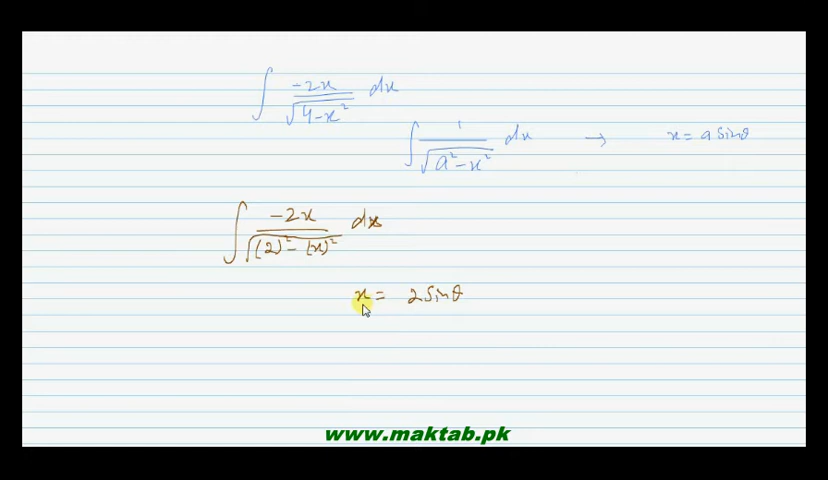 ∫ -2x/√(4-x²) dx
∫ 1/√(a²-x²) dx → x = a sinθ
∫ -2x/√((2)²-(x)²) dx
x = 2 sinθ
www.maktab.pk